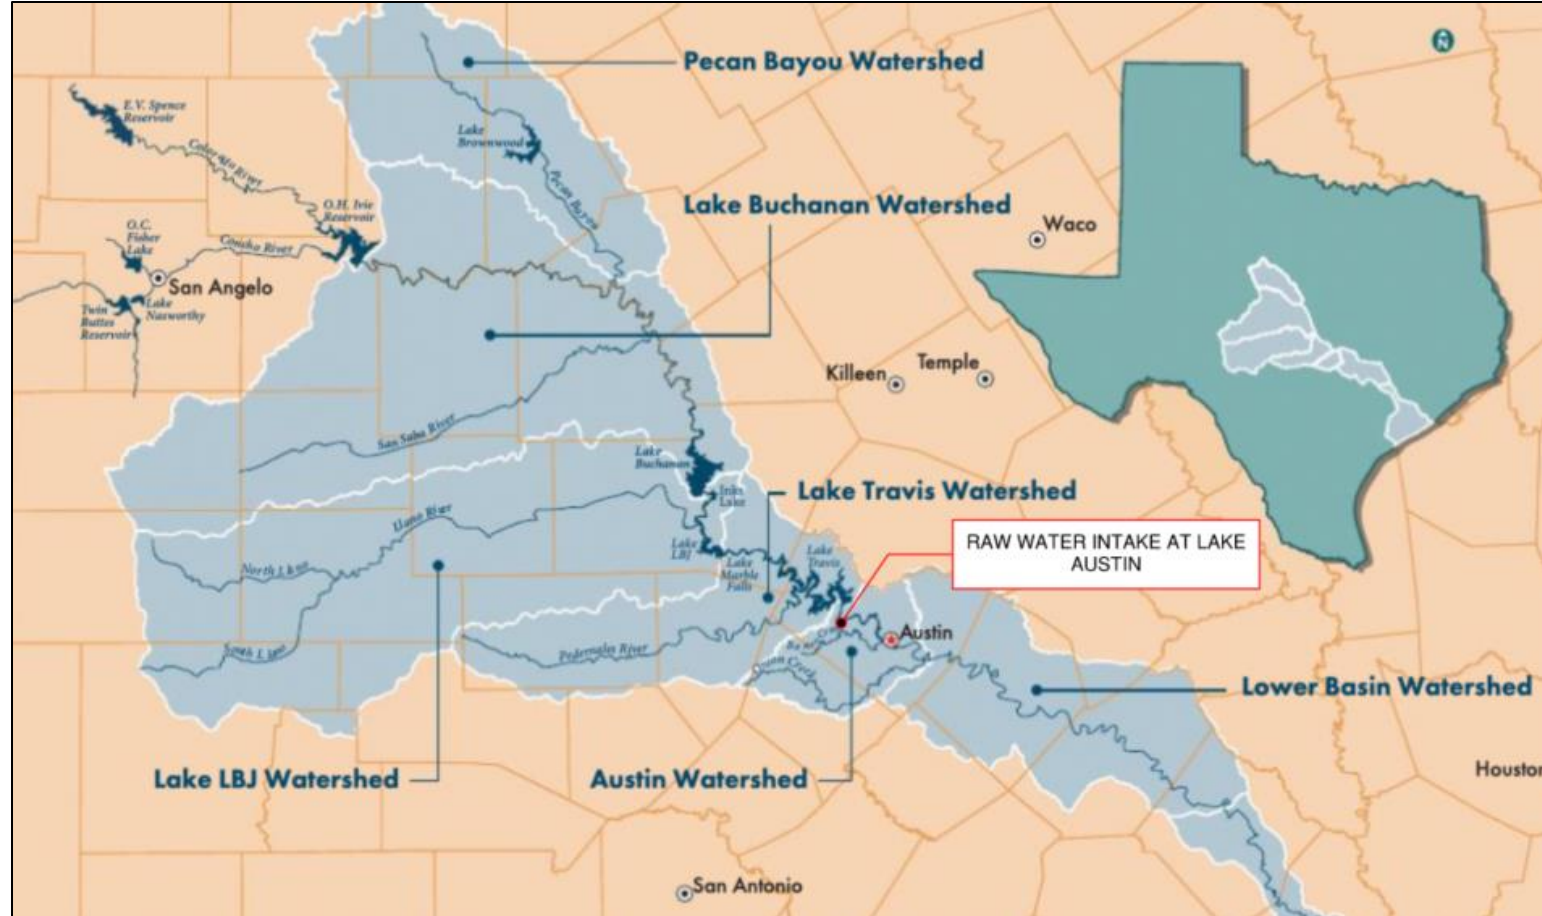 Pecan Bayou Watershed
N
E.V. Spence
Reservoir
Lake
Brownwood
Colorado River
Pecan Bayou
O.H. Ivie
Reservoir
Lake Buchanan Watershed
Waco
O.C.
Fisher
Lake
Concho River
San Angelo
Twin
Buttes
Reservoir
Lake
Nasworthy
Killeen
Temple
San Saba River
Lake
Buchanan
Inks
Lake
Lake Travis Watershed
Llano River
RAW WATER INTAKE AT LAKE
AUSTIN
Lake
LBJ
Lake
Marble
Falls
Lake
Travis
North Llano
South Llano
Pedernales River
Austin
Onion Creek
Lower Basin Watershed
Lake LBJ Watershed
Austin Watershed
Houston
San Antonio